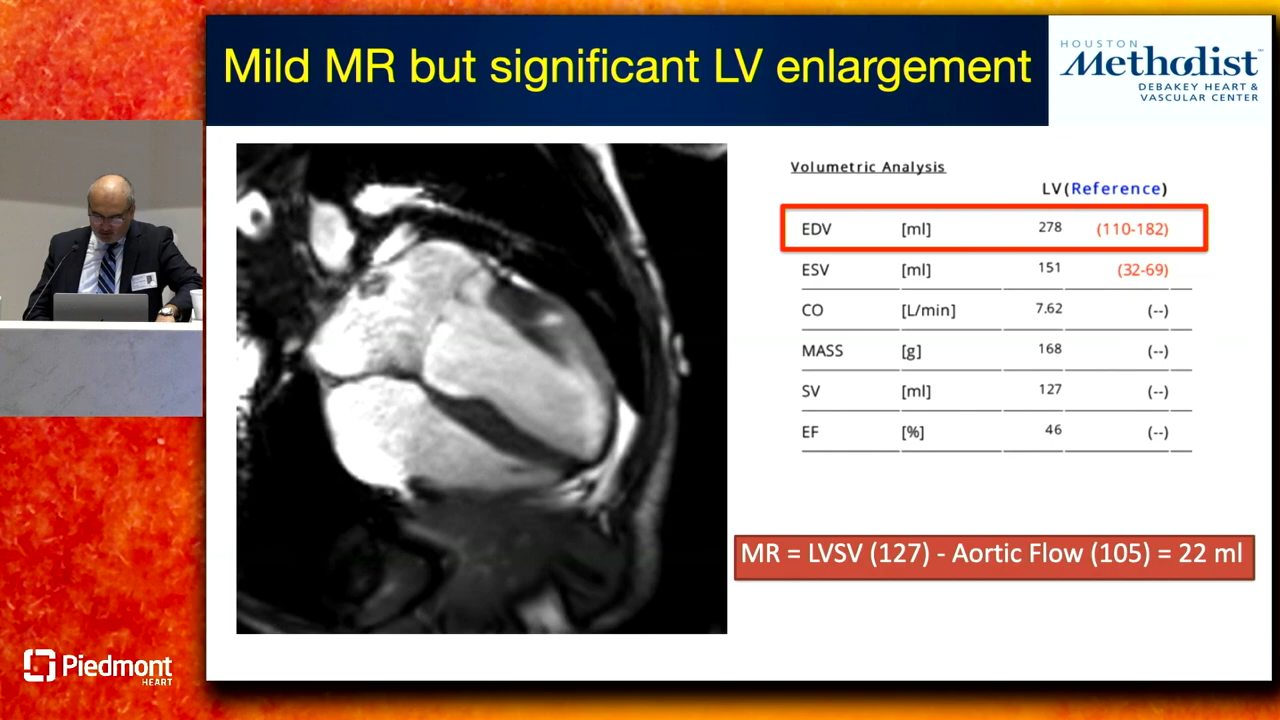 Mild MR but significant LV enlargement
HOUSTON
Methodist
DEBAKEY HEART &
VASCULAR CENTER
Volumetric Analysis
LV(Reference)
EDV [ml] 278 (110-182)
ESV [ml] 151 (32-69)
CO [L/min] 7.62 (--)
MASS [g] 168 (--)
SV [ml] 127 (--)
EF [%] 46 (--)
MR = LVSV (127) - Aortic Flow (105) = 22 ml
Piedmont
HEART